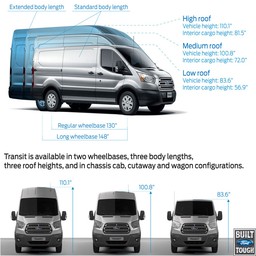 Extended body length
Standard body length
High roof
Vehicle height: 110.1"
Interior cargo height: 81.5"
Medium roof
Vehicle height: 100.8"
Interior cargo height: 72.0"
Low roof
Vehicle height: 83.6"
Interior cargo height: 56.9"
Regular wheelbase 130"
Long wheelbase 148"
Transit is available in two wheelbases, three body lengths,
three roof heights, and in chassis cab, cutaway and wagon configurations.
110.1"
100.8"
83.6"
BUILT
Ford
TOUGH